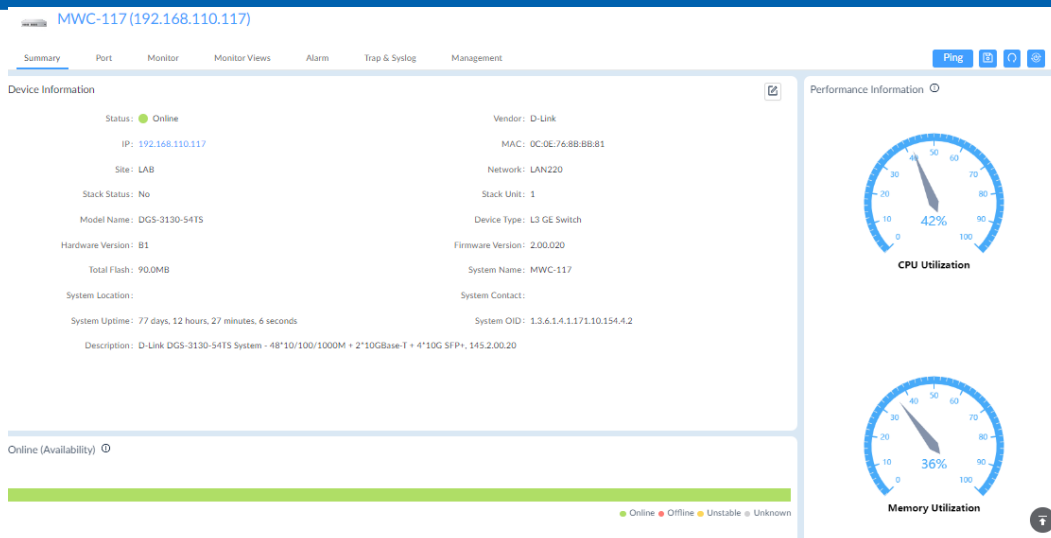 MWC-117 (192.168.110.117)
Summary Port Monitor Monitor Views Alarm Trap & Syslog Management Ping
Device Information
Status: Online Vendor: D-Link
IP: 192.168.110.117 MAC: 0C:0E:76:8B:BB:81
Site: LAB Network: LAN220
Stack Status: No Stack Unit: 1
Model Name: DGS-3130-54TS Device Type: L3 GE Switch
Hardware Version: B1 Firmware Version: 2.00.020
Total Flash: 90.0MB System Name: MWC-117
System Location: System Contact:
System Uptime: 77 days, 12 hours, 27 minutes, 6 seconds System OID: 1.3.6.1.4.1.171.10.154.4.2
Description: D-Link DGS-3130-54TS System - 48*10/100/1000M + 2*10GBase-T + 4*10G SFP+, 145.2.00.20
Performance Information
0 10 20 30 40 50 60 70 80 90 100
42%
CPU Utilization
0 10 20 30 40 50 60 70 80 90 100
36%
Memory Utilization
Online (Availability)
Online Offline Unstable Unknown